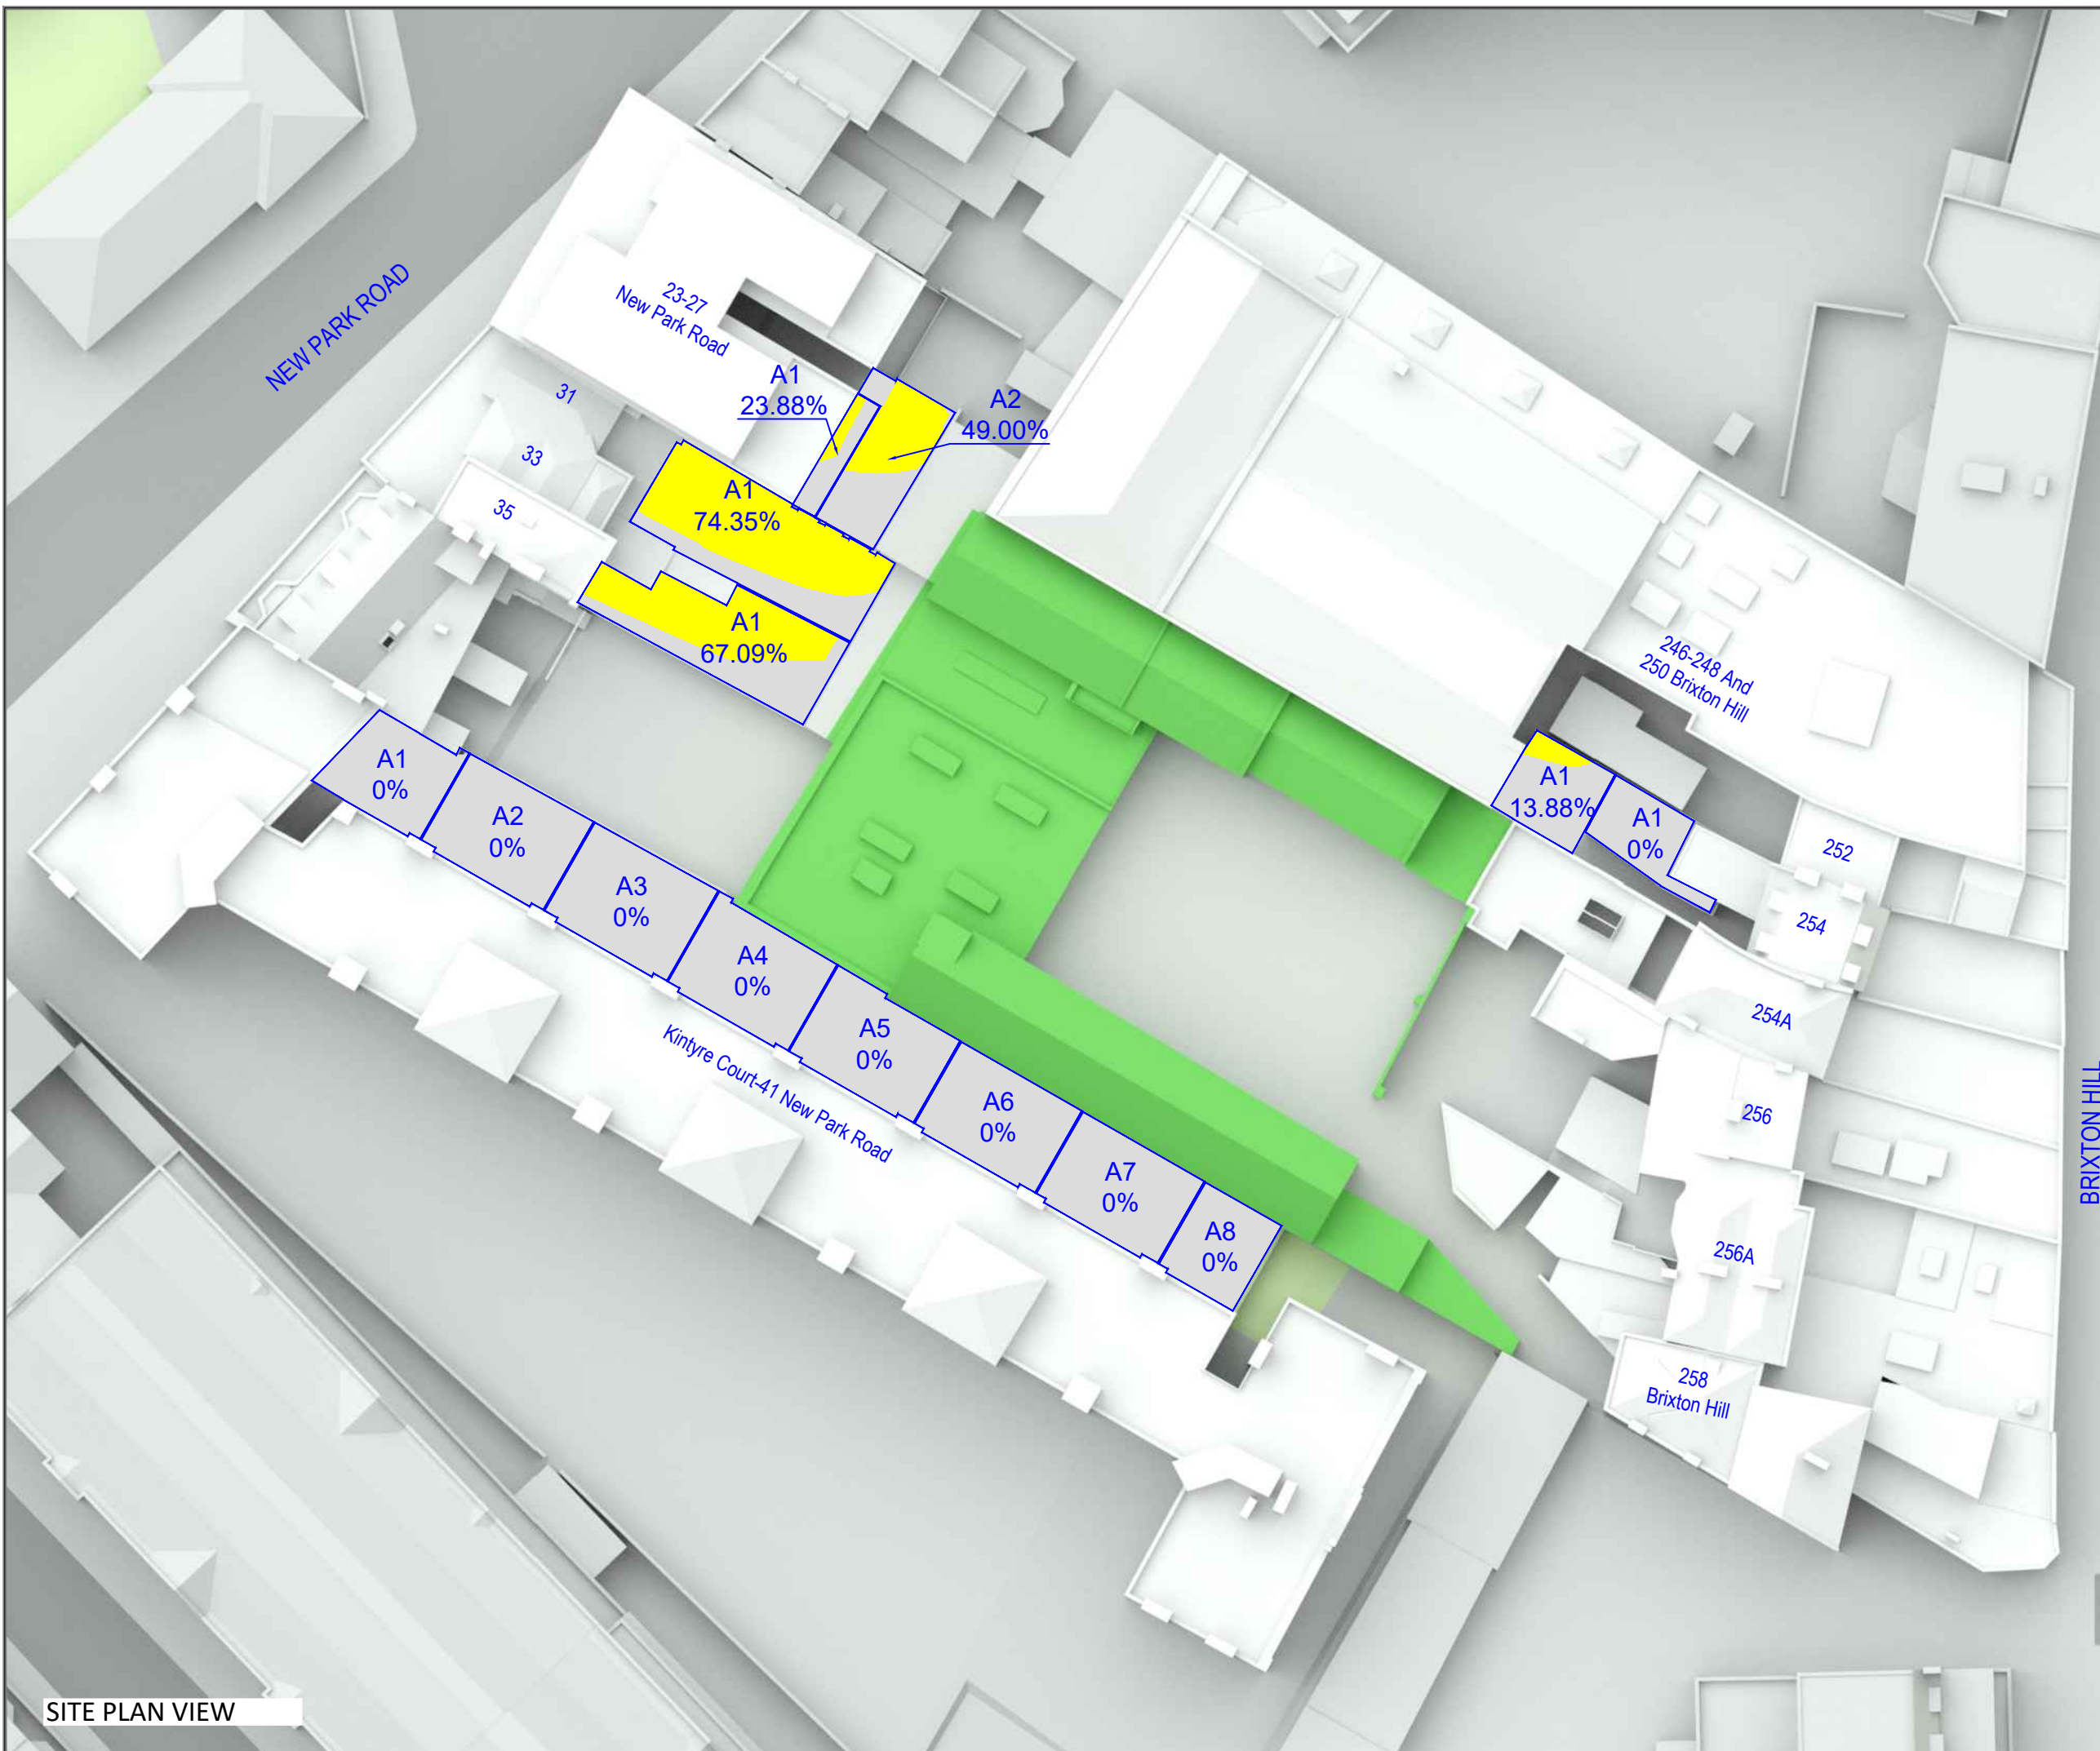 NEW PARK ROAD
23-27
New Park Road
31
33
35
A1
23.88%
A2
49.00%
A1
74.35%
A1
67.09%
246-248 And
250 Brixton Hill
A1
13.88%
A1
0%
252
254
254A
256
256A
258
Brixton Hill
BRIXTON HILL
A1
0%
A2
0%
A3
0%
A4
0%
A5
0%
A6
0%
A7
0%
A8
0%
Kintyre Court-41 New Park Road
SITE PLAN VIEW